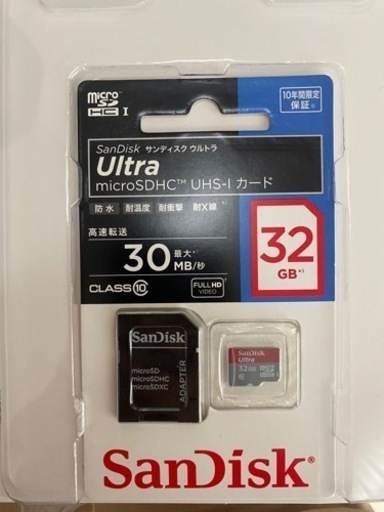 micro
SD
HC I
10年間限定
保証※1
SanDisk サンディスク ウルトラ
Ultra
microSDHC™ UHS-I カード
防水 耐温度 耐衝撃 耐X線
高速転送
30 最大
MB/秒
32
GB
CLASS 10
FULL HD
VIDEO
SanDisk
microSD
microSDHC
microSDXC
ADAPTER
SanDisk
Ultra
32GB
micro
SanDisk